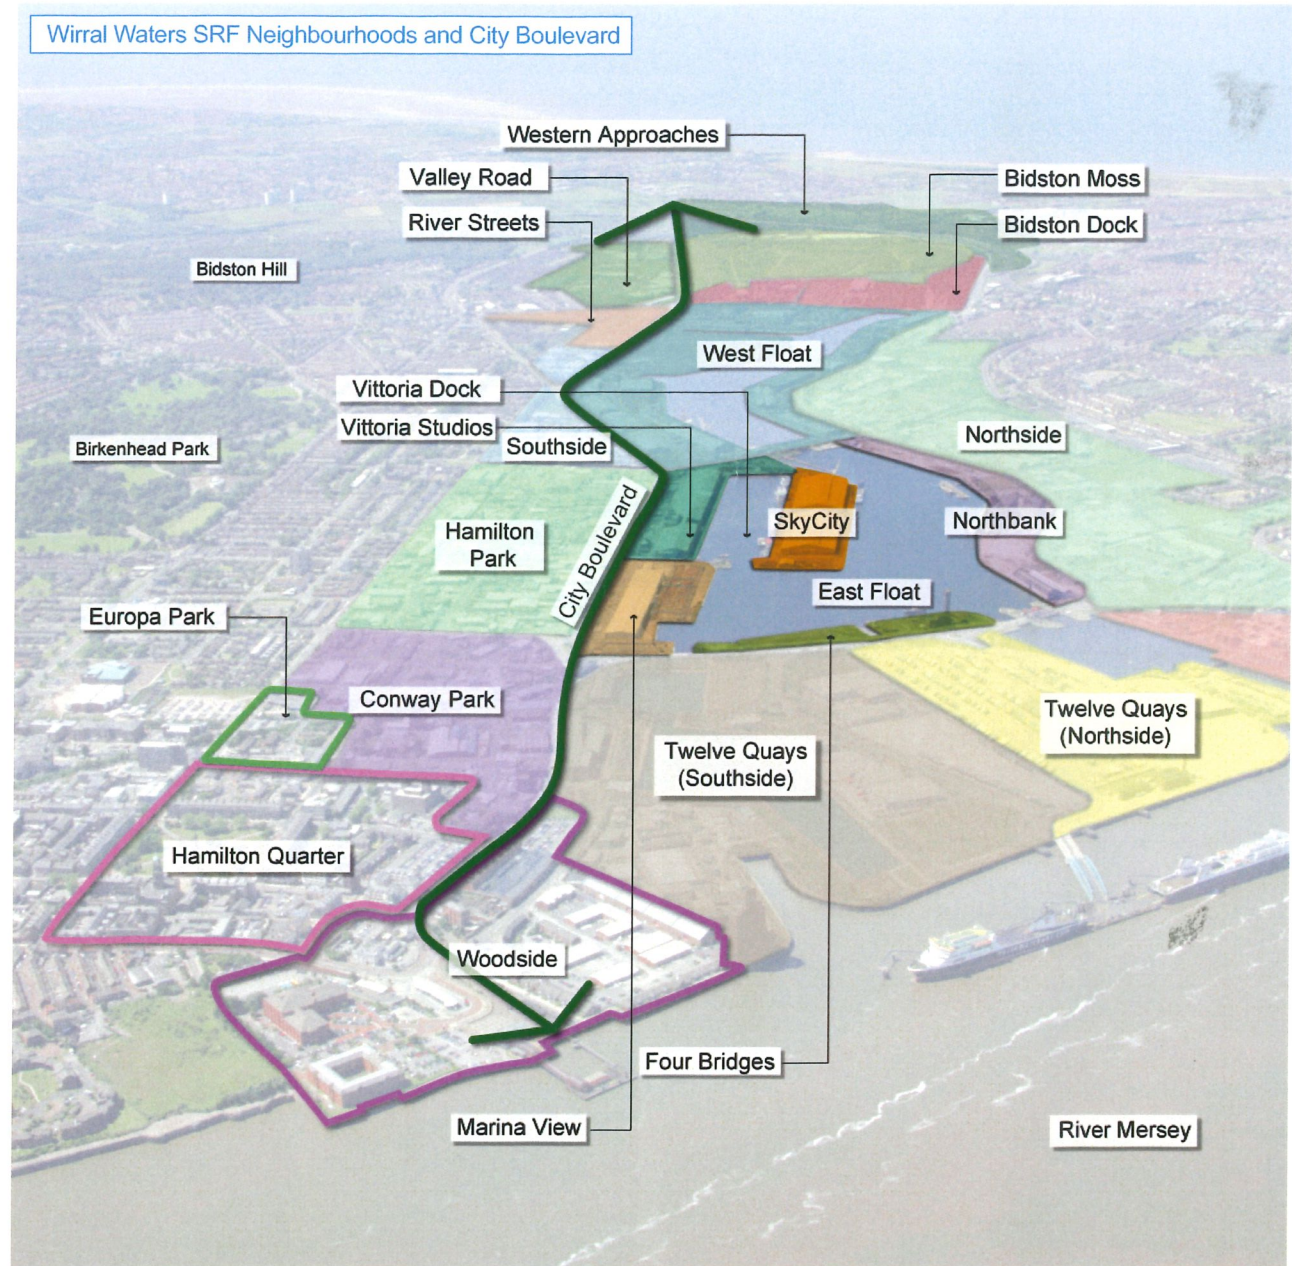 Wirral Waters SRF Neighbourhoods and City Boulevard
Western Approaches
Valley Road
Bidston Moss
River Streets
Bidston Dock
Bidston Hill
West Float
Vittoria Dock
Vittoria Studios
Southside
Northside
Birkenhead Park
City Boulevard
SkyCity
Northbank
Hamilton
Park
East Float
Europa Park
Conway Park
Twelve Quays
(Northside)
Twelve Quays
(Southside)
Hamilton Quarter
Woodside
Four Bridges
Marina View
River Mersey